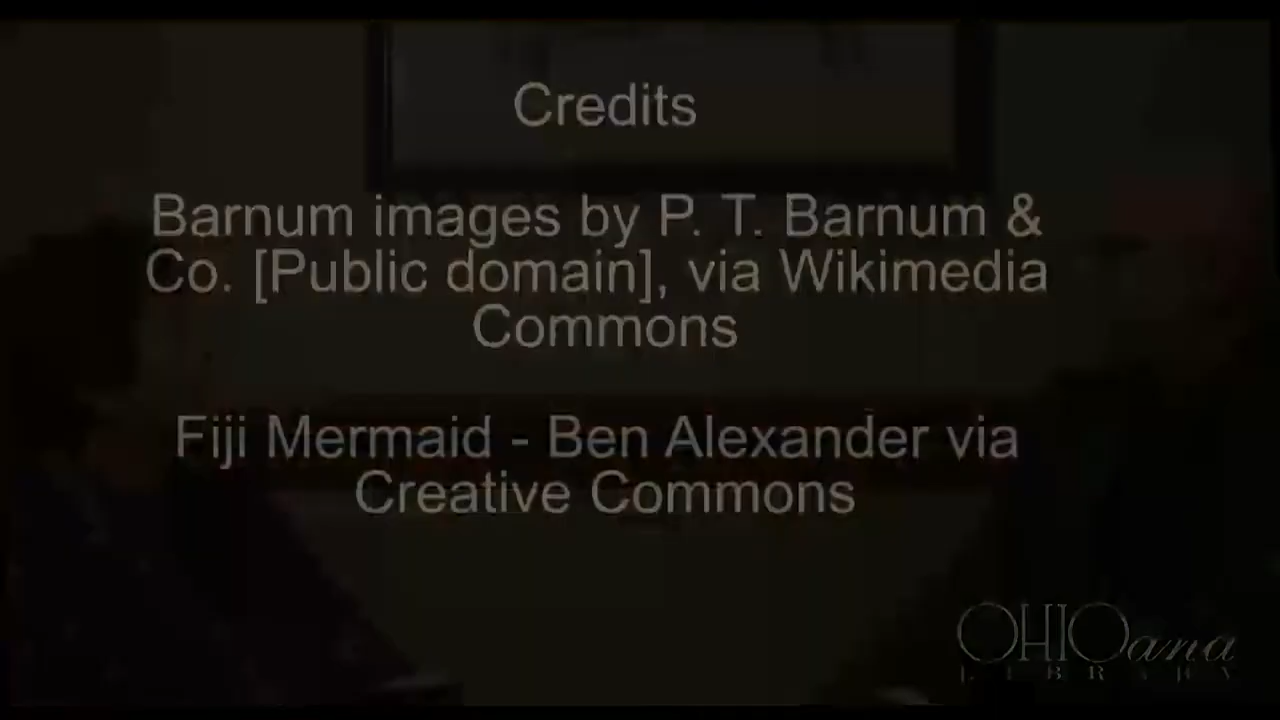 Credits
Barnum images by P. T. Barnum &
Co. [Public domain], via Wikimedia
Commons
Fiji Mermaid - Ben Alexander via
Creative Commons
OHIOana
LIBRARY